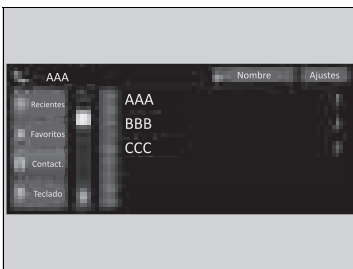 AAA
Nombre
Ajustes
Recientes
Favoritos
Contact.
Teclado
AAA
BBB
CCC